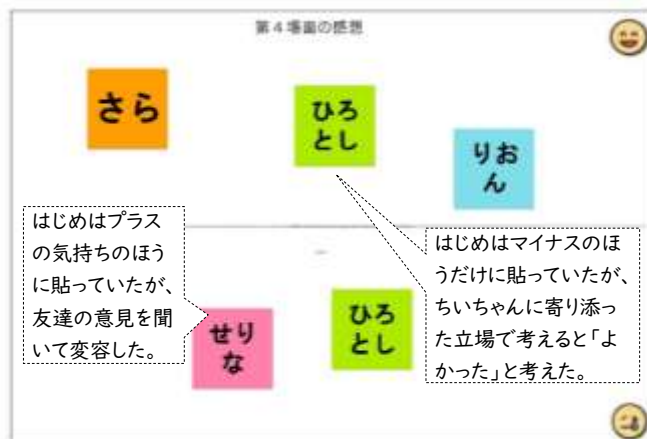 第4場面の感想
さら
ひろ
とし
りお
ん
はじめはプラス
の気持ちのほう
に貼っていたが、
友達の意見を聞
いて変容した。
はじめはマイナスのほ
うだけに貼っていたが、
ちいちゃんに寄り添っ
た立場で考えると「よ
かった」と考えた。
せり
な
ひろ
とし